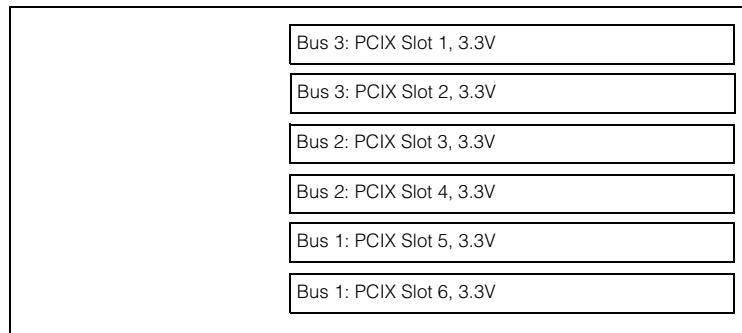 Bus 3: PCIX Slot 1, 3.3V
Bus 3: PCIX Slot 2, 3.3V
Bus 2: PCIX Slot 3, 3.3V
Bus 2: PCIX Slot 4, 3.3V
Bus 1: PCIX Slot 5, 3.3V
Bus 1: PCIX Slot 6, 3.3V